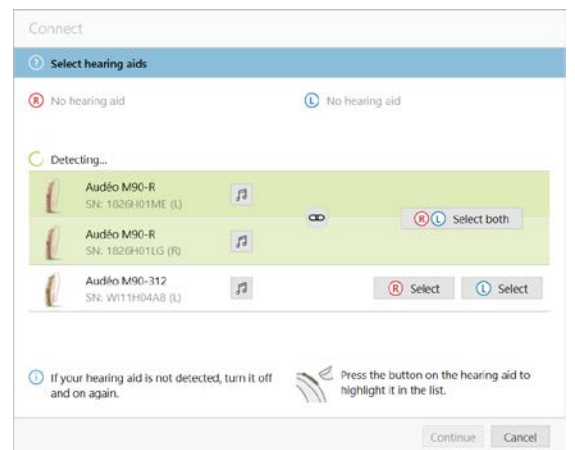 Connect
? Select hearing aids
R No hearing aid
L No hearing aid
Detecting...
Audéo M90-R
SN: 1826H01ME (L)
Audéo M90-R
SN: 1826H01LG (R)
R L Select both
Audéo M90-312
SN: WI11H04A8 (L)
R Select
L Select
i If your hearing aid is not detected, turn it off
and on again.
Press the button on the hearing aid to
highlight it in the list.
Continue
Cancel